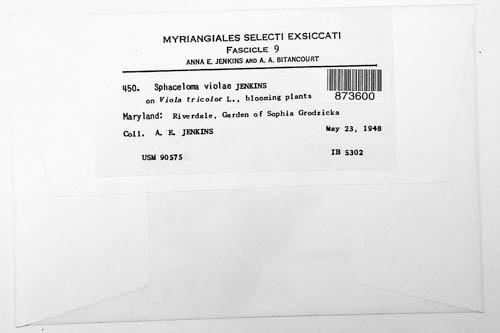 MYRIANGIALES SELECTI EXSICCATI
FASCICLE 9
ANNA E. JENKINS AND A. A. BITANCOURT
450. Sphaceloma violae JENKINS
on Viola tricolor L., blooming plants
873600
Maryland: Riverdale, Garden of Sophia Grodzicka
Coll. A. E. JENKINS May 23, 1948
USM 90575 IB 5302